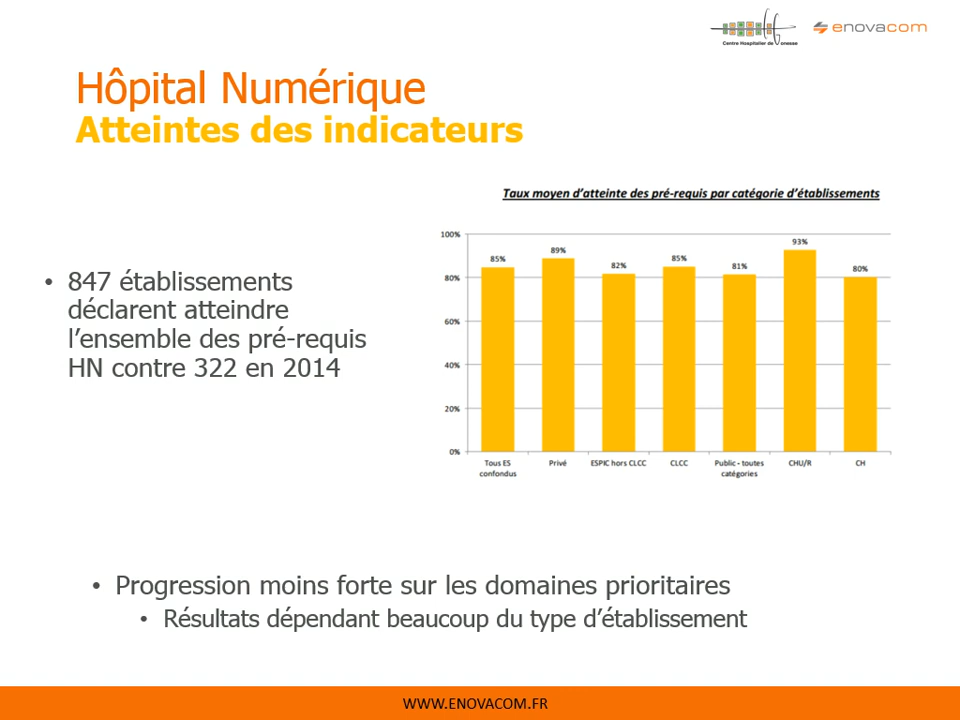 Centre Hospitalier de Gonesse
enovacom
Hôpital Numérique
Atteintes des indicateurs
Taux moyen d'atteinte des pré-requis par catégorie d'établissements
• 847 établissements
déclarent atteindre
l'ensemble des pré-requis
HN contre 322 en 2014
100%
80%
60%
40%
20%
0%
85%
89%
82%
85%
81%
93%
80%
Tous ES
confondus
Privé
ESPIC hors CLCC
CLCC
Public - toutes
catégories
CHU/R
CH
• Progression moins forte sur les domaines prioritaires
• Résultats dépendant beaucoup du type d'établissement
WWW.ENOVACOM.FR